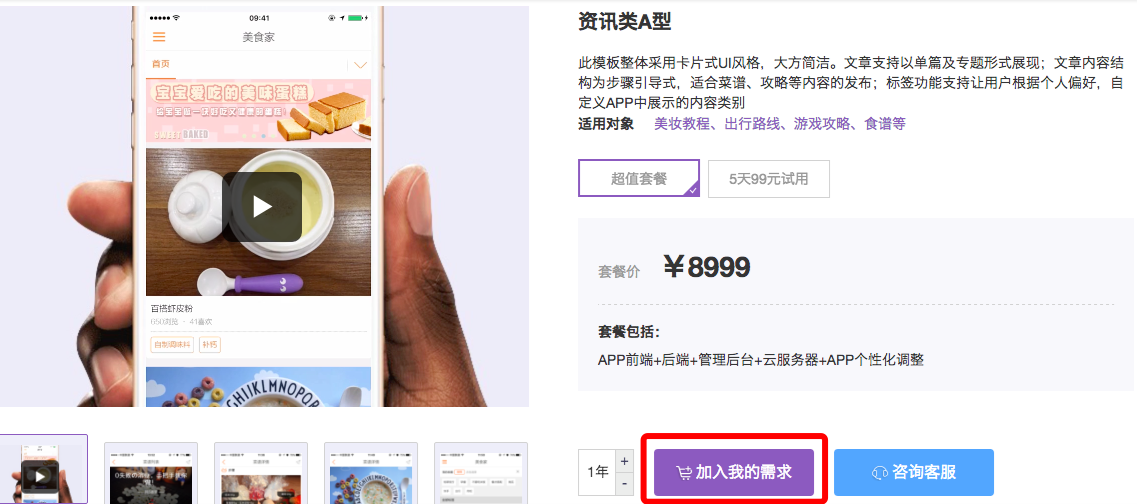 资讯类A型
此模板整体采用卡片式UI风格，大方简洁。文章支持以单篇及专题形式展现；文章内容结
构为步骤引导式，适合菜谱、攻略等内容的发布；标签功能支持让用户根据个人偏好，自
定义APP中展示的内容类别
适用对象 美妆教程、出行路线、游戏攻略、食谱等
超值套餐 5天99元试用
套餐价 ￥8999
套餐包括：
APP前端+后端+管理后台+云服务器+APP个性化调整
1年 + -
加入我的需求
咨询客服
09:41
美食家
首页
宝宝爱吃的美味蛋糕
SWEET BAKED
百搭虾皮粉
650浏览 · 41喜欢
自制调味料 补钙
GHIJKLMNOPQR